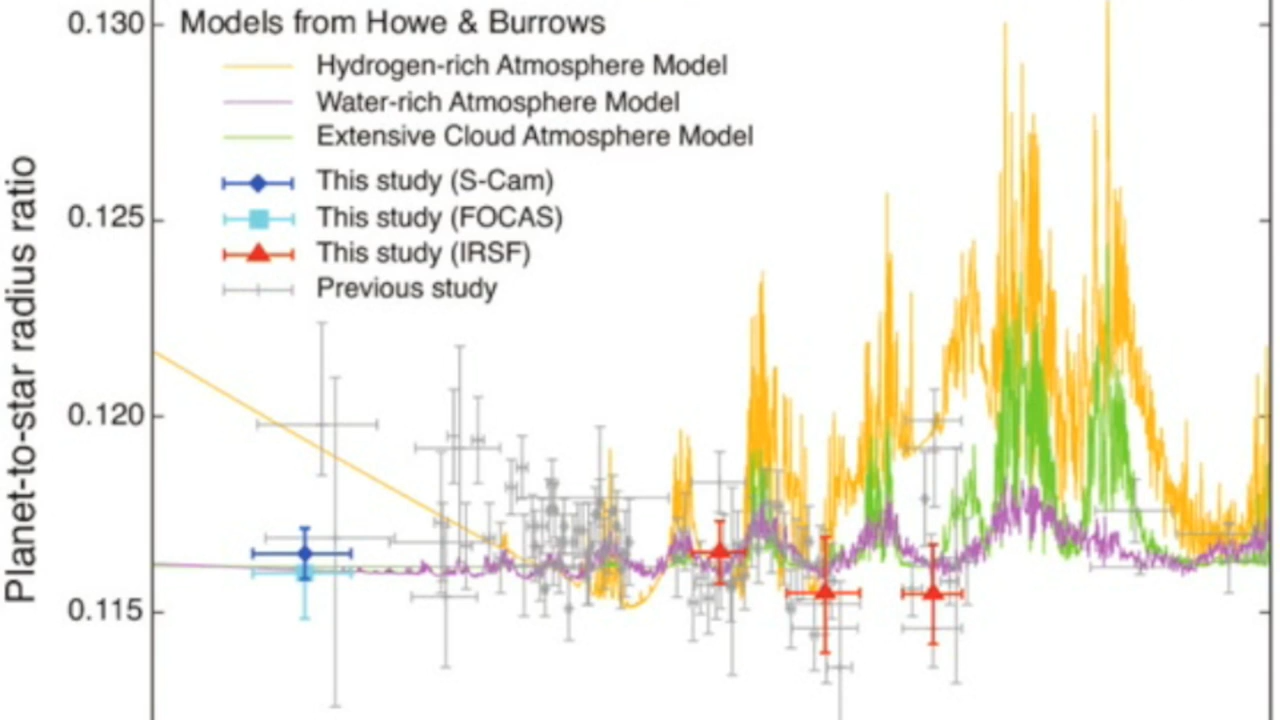 0.130
Models from Howe & Burrows
Hydrogen-rich Atmosphere Model
Water-rich Atmosphere Model
Extensive Cloud Atmosphere Model
This study (S-Cam)
This study (FOCAS)
This study (IRSF)
Previous study
0.125
0.120
0.115
Planet-to-star radius ratio